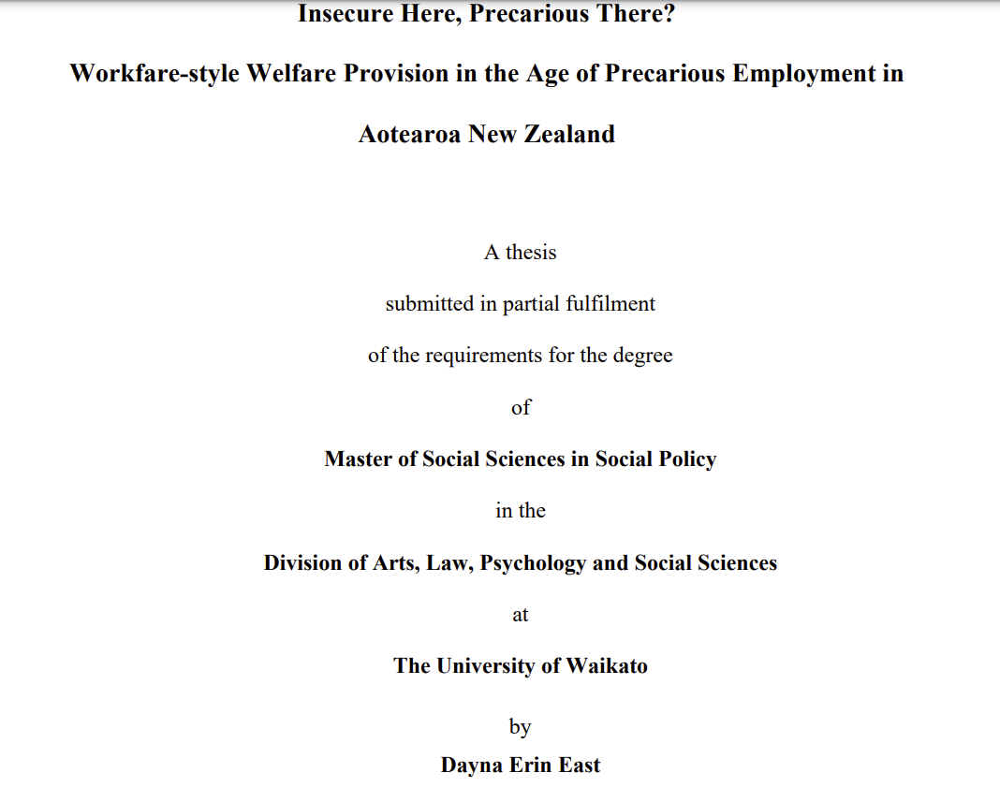 Insecure Here, Precarious There?
Workfare-style Welfare Provision in the Age of Precarious Employment in
Aotearoa New Zealand
A thesis
submitted in partial fulfilment
of the requirements for the degree
of
Master of Social Sciences in Social Policy
in the
Division of Arts, Law, Psychology and Social Sciences
at
The University of Waikato
by
Dayna Erin East